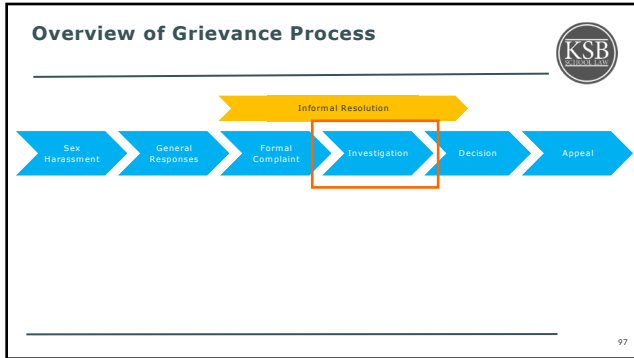 Overview of Grievance Process
KSB
SCHOOL LAW
Informal Resolution
Sex
Harassment
General
Responses
Formal
Complaint
Investigation
Decision
Appeal
97